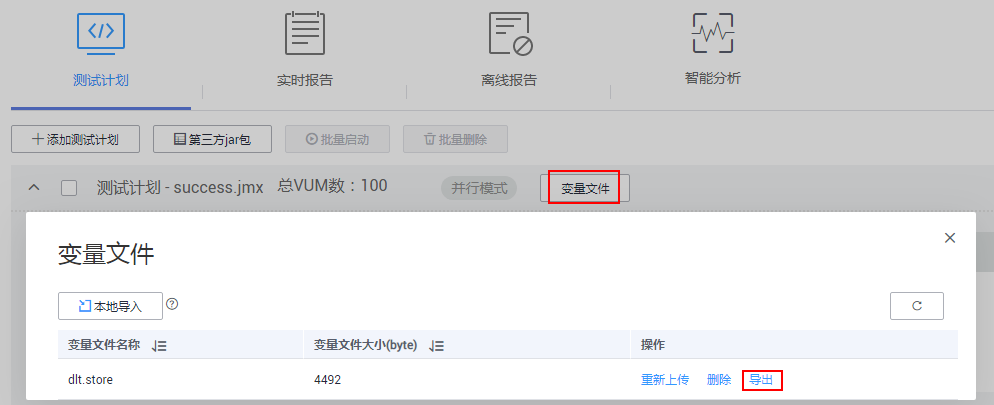 测试计划 实时报告 离线报告 智能分析
添加测试计划 第三方jar包 批量启动 批量删除
测试计划 - success.jmx 总VUM数：100 并行模式 变量文件
变量文件
本地导入 ?
变量文件名称 变量文件大小(byte) 操作
dlt.store 4492 重新上传 删除 导出